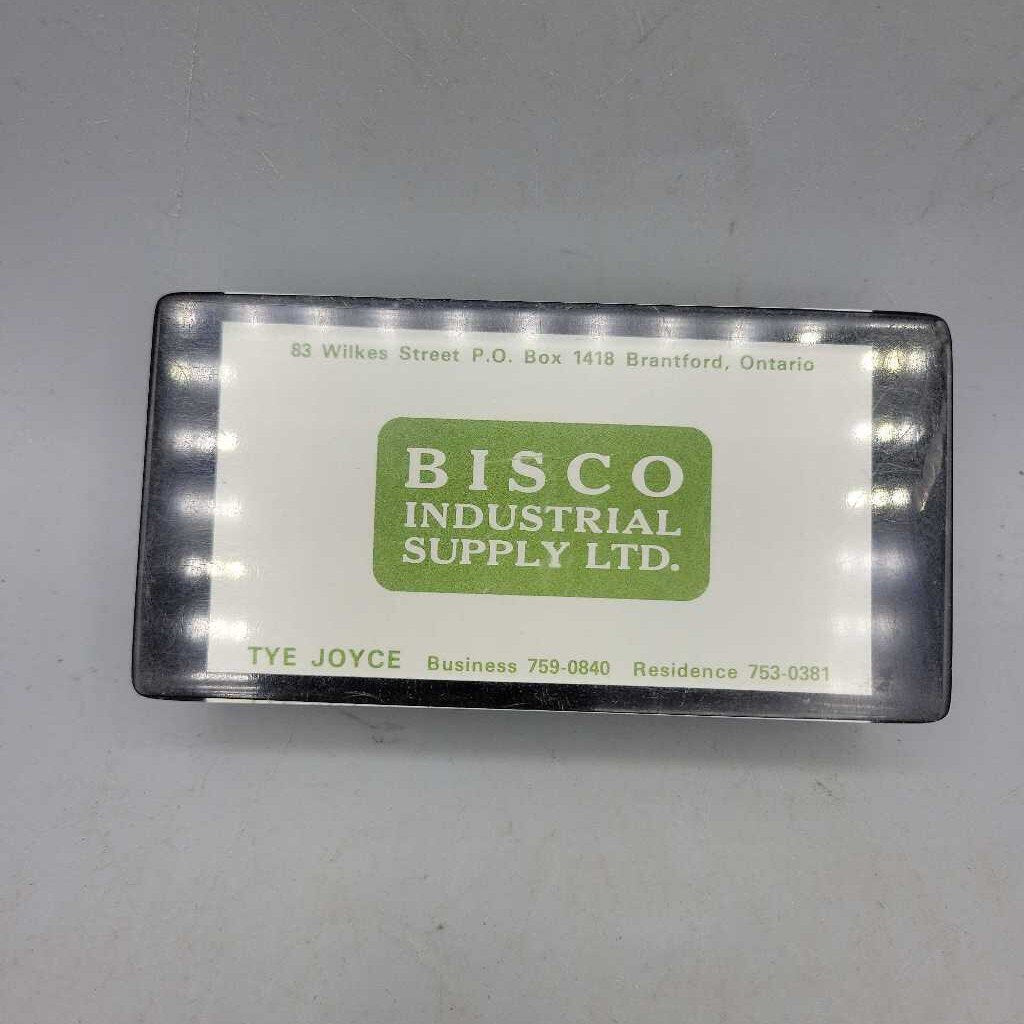 83 Wilkes Street P.O. Box 1418 Brantford, Ontario
BISCO
INDUSTRIAL
SUPPLY LTD.
TYE JOYCE Business 759-0840 Residence 753-0381